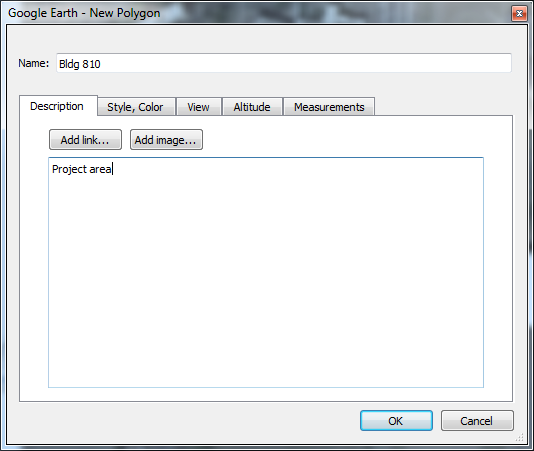 Google Earth - New Polygon
Name: Bldg 810
Description Style, Color View Altitude Measurements
Add link... Add image...
Project area
OK Cancel